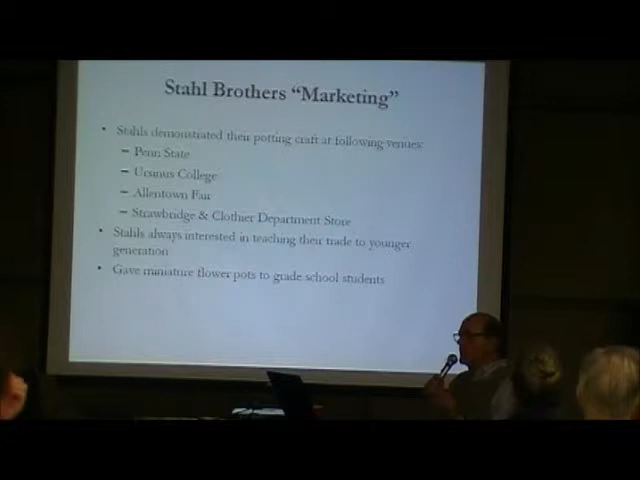 Stahl Brothers “Marketing”
• Stahls demonstrated their potting craft at following venues:
– Penn State
– Ursinus College
– Allentown Fair
– Strawbridge & Clothier Department Store
• Stahls always interested in teaching their trade to younger
generation
• Gave miniature flower pots to grade school students